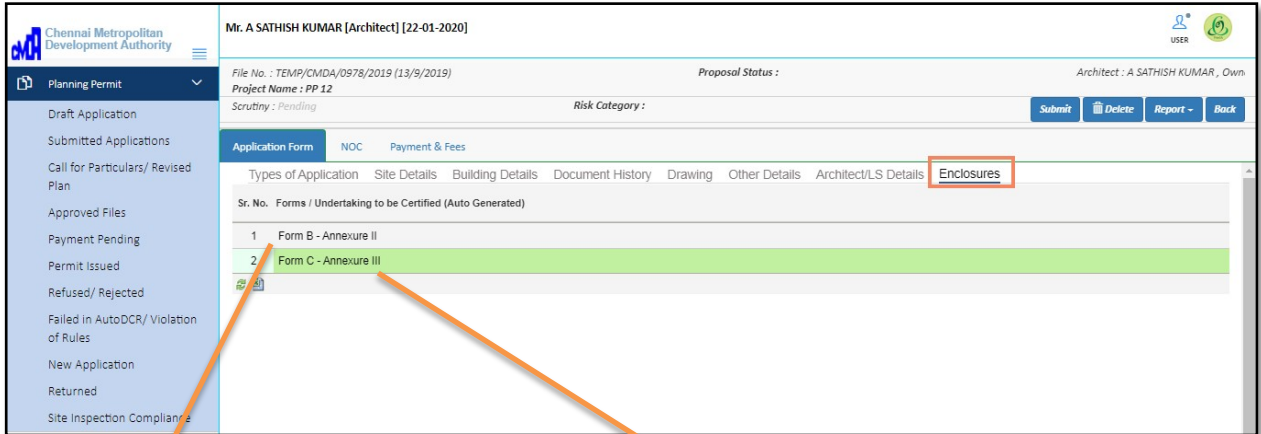 Chennai Metropolitan
Development Authority
Mr. A SATHISH KUMAR [Architect] [22-01-2020]
USER
Planning Permit
Draft Application
Submitted Applications
Call for Particulars/ Revised
Plan
Approved Files
Payment Pending
Permit Issued
Refused/ Rejected
Failed in AutoDCR/ Violation
of Rules
New Application
Returned
Site Inspection Compliance
File No. : TEMP/CMDA/0978/2019 (13/9/2019) Proposal Status : Architect : A SATHISH KUMAR , Own
Project Name : PP 12
Scrutiny : Pending Risk Category :
Submit Delete Report Back
Application Form NOC Payment & Fees
Types of Application Site Details Building Details Document History Drawing Other Details Architect/LS Details Enclosures
Sr. No. Forms / Undertaking to be Certified (Auto Generated)
1 Form B - Annexure II
2 Form C - Annexure III